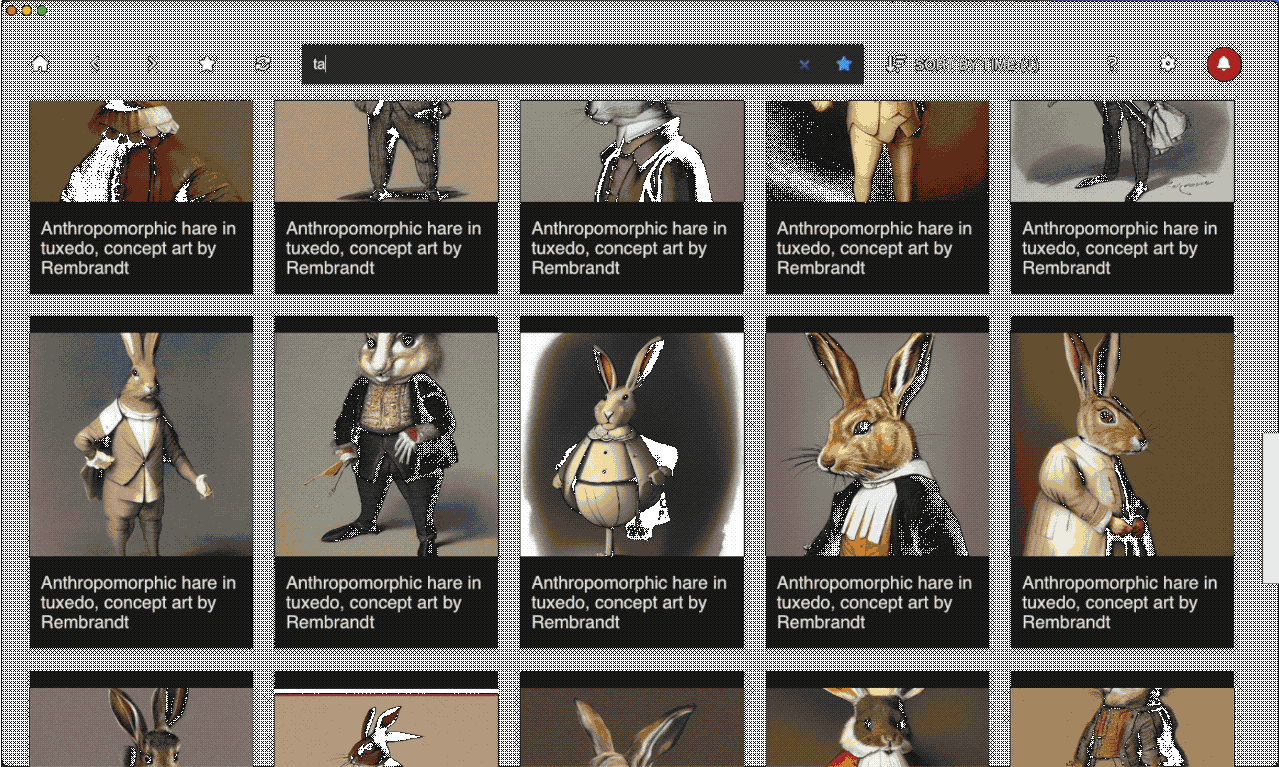 ta
Anthropomorphic hare in
tuxedo, concept art by
Rembrandt
Anthropomorphic hare in
tuxedo, concept art by
Rembrandt
Anthropomorphic hare in
tuxedo, concept art by
Rembrandt
Anthropomorphic hare in
tuxedo, concept art by
Rembrandt
Anthropomorphic hare in
tuxedo, concept art by
Rembrandt
Anthropomorphic hare in
tuxedo, concept art by
Rembrandt
Anthropomorphic hare in
tuxedo, concept art by
Rembrandt
Anthropomorphic hare in
tuxedo, concept art by
Rembrandt
Anthropomorphic hare in
tuxedo, concept art by
Rembrandt
Anthropomorphic hare in
tuxedo, concept art by
Rembrandt